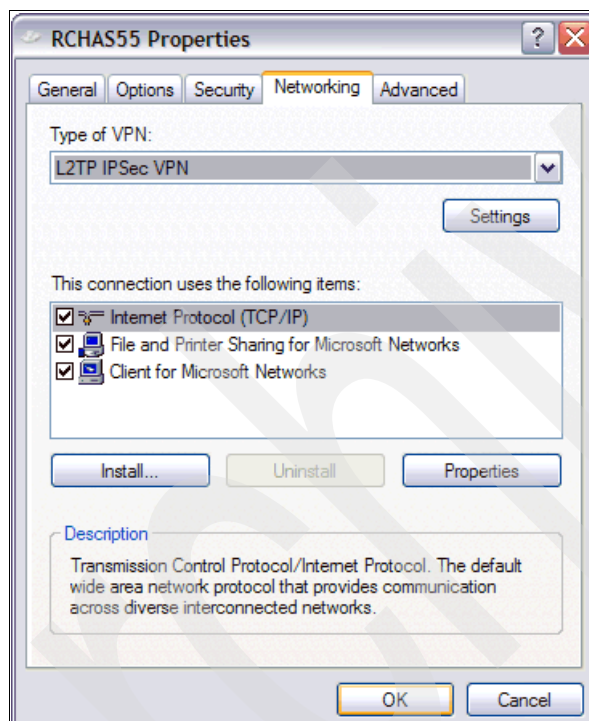 RCHAS55 Properties
General Options Security Networking Advanced
Type of VPN:
L2TP IPSec VPN
Settings
This connection uses the following items:
Internet Protocol (TCP/IP)
File and Printer Sharing for Microsoft Networks
Client for Microsoft Networks
Install... Uninstall Properties
Description
Transmission Control Protocol/Internet Protocol. The default
wide area network protocol that provides communication
across diverse interconnected networks.
OK Cancel